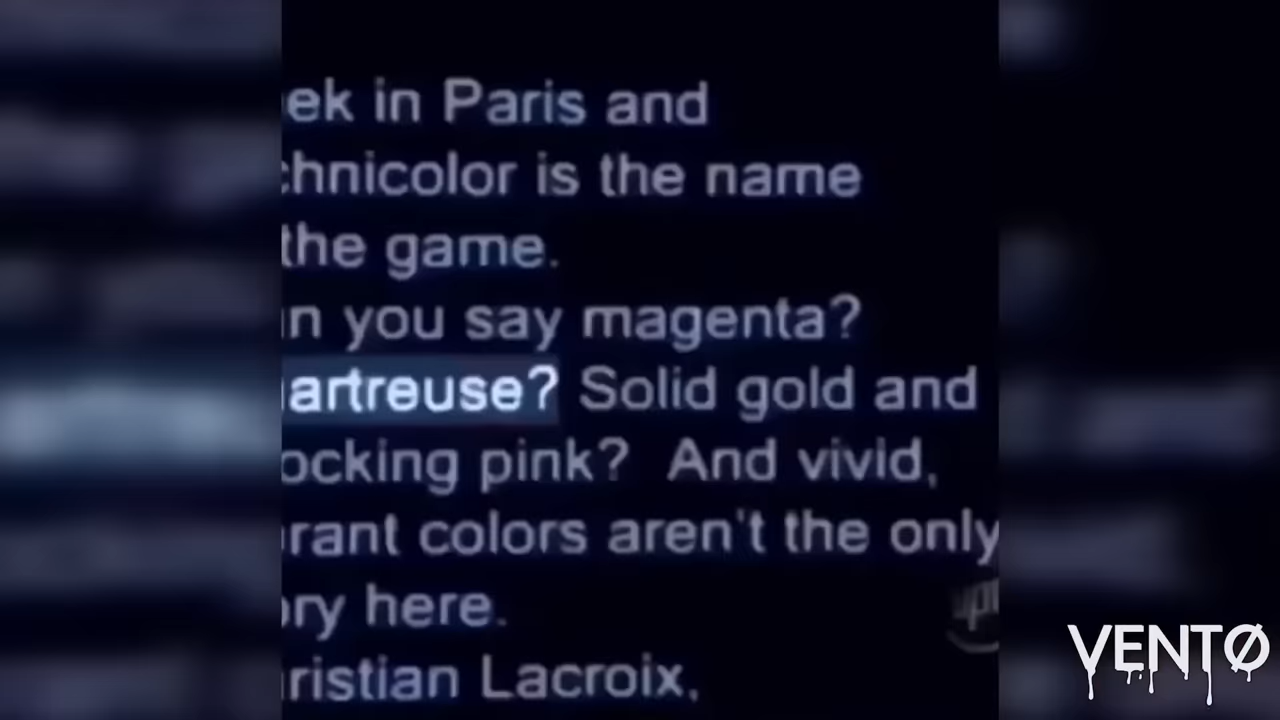 ek in Paris and
chnicolor is the name
the game.
n you say magenta?
artreuse? Solid gold and
ocking pink? And vivid,
rant colors aren't the only
ory here.
ristian Lacroix,
VENTØ